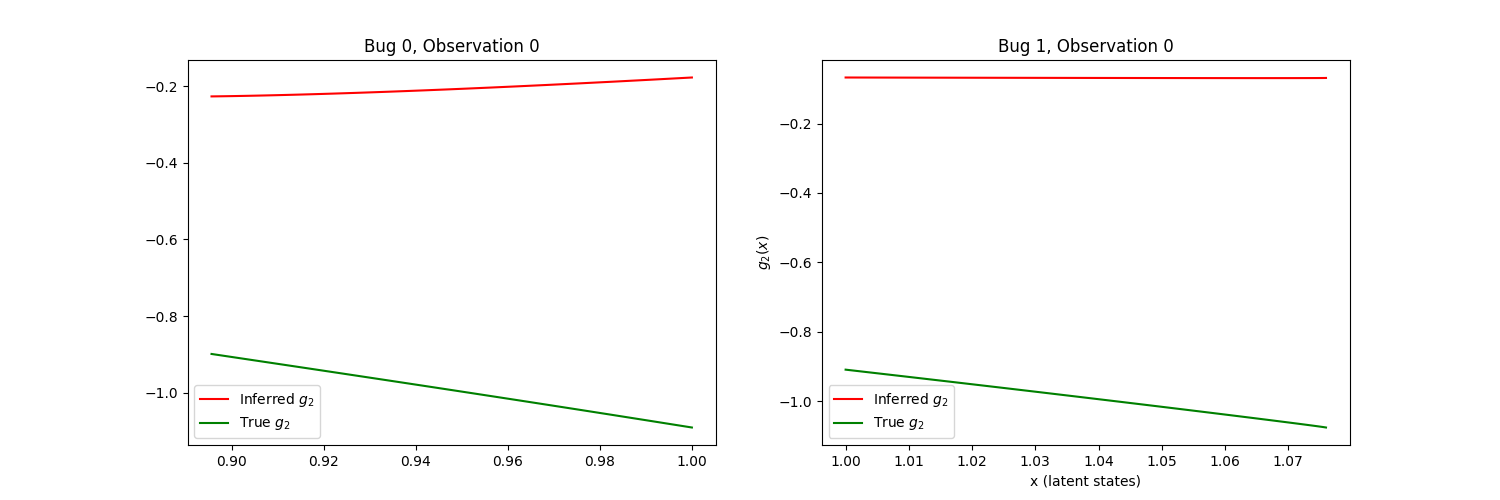 Bug 0, Observation 0
−0.2
−0.4
−0.6
−0.8
−1.0
Inferred g₂
True g₂
0.90 0.92 0.94 0.96 0.98 1.00
Bug 1, Observation 0
g₂(x)
−0.2
−0.4
−0.6
−0.8
−1.0
Inferred g₂
True g₂
1.00 1.01 1.02 1.03 1.04 1.05 1.06 1.07
x (latent states)